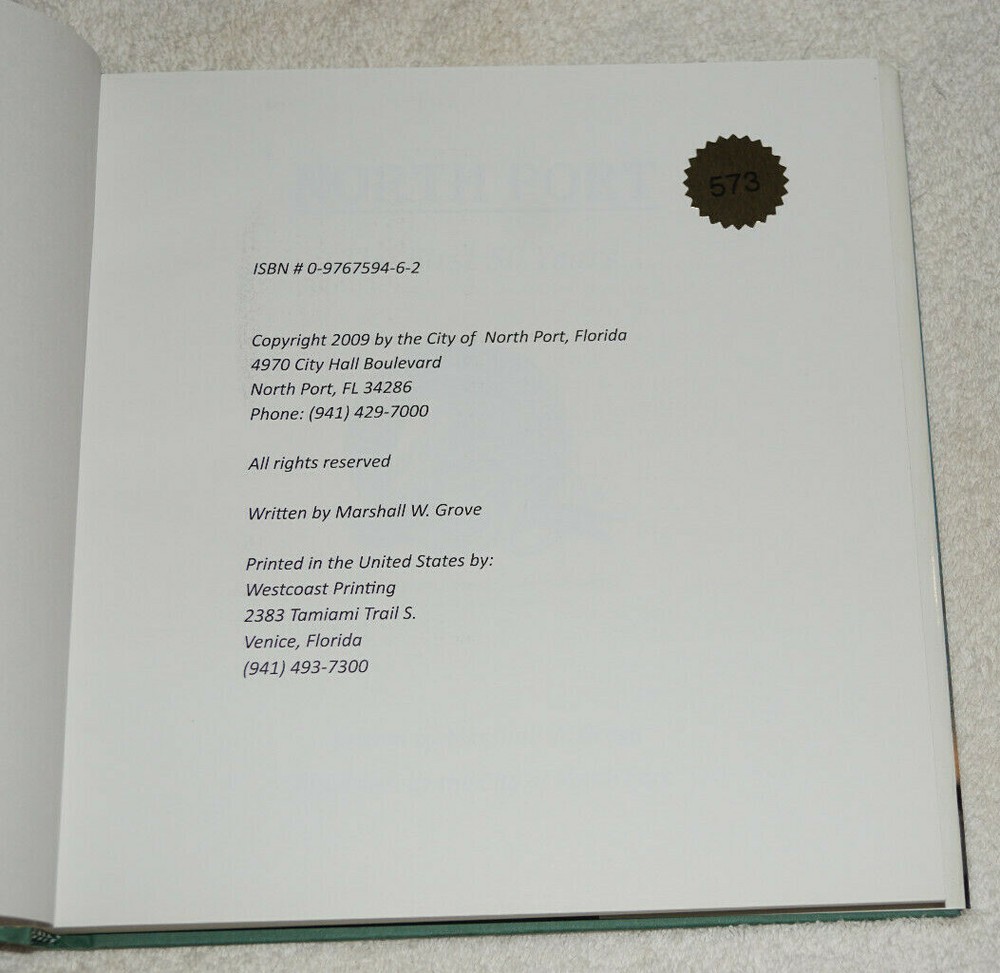 573
ISBN # 0-9767594-6-2
Copyright 2009 by the City of North Port, Florida
4970 City Hall Boulevard
North Port, FL 34286
Phone: (941) 429-7000
All rights reserved
Written by Marshall W. Grove
Printed in the United States by:
Westcoast Printing
2383 Tamiami Trail S.
Venice, Florida
(941) 493-7300